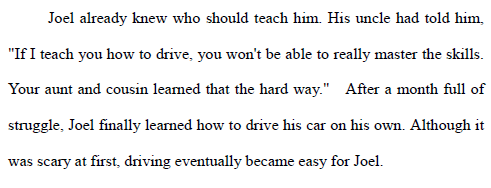 Joel already knew who should teach him. His uncle had told him,
"If I teach you how to drive, you won't be able to really master the skills.
Your aunt and cousin learned that the hard way."   After a month full of
struggle, Joel finally learned how to drive his car on his own. Although it
was scary at first, driving eventually became easy for Joel.